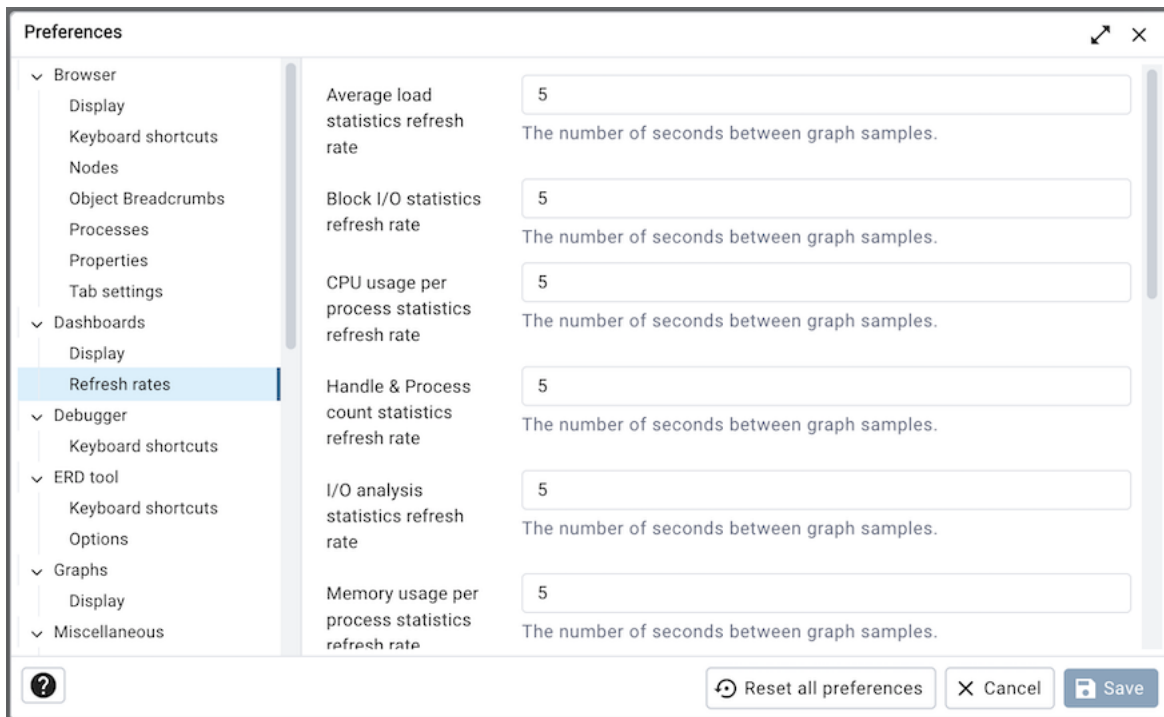 Preferences
Browser
Display
Keyboard shortcuts
Nodes
Object Breadcrumbs
Processes
Properties
Tab settings
Dashboards
Display
Refresh rates
Debugger
Keyboard shortcuts
ERD tool
Keyboard shortcuts
Options
Graphs
Display
Miscellaneous
Average load
statistics refresh
rate
5
The number of seconds between graph samples.
Block I/O statistics
refresh rate
5
The number of seconds between graph samples.
CPU usage per
process statistics
refresh rate
5
The number of seconds between graph samples.
Handle & Process
count statistics
refresh rate
5
The number of seconds between graph samples.
I/O analysis
statistics refresh
rate
5
The number of seconds between graph samples.
Memory usage per
process statistics
refresh rate
5
The number of seconds between graph samples.
?
Reset all preferences
Cancel
Save